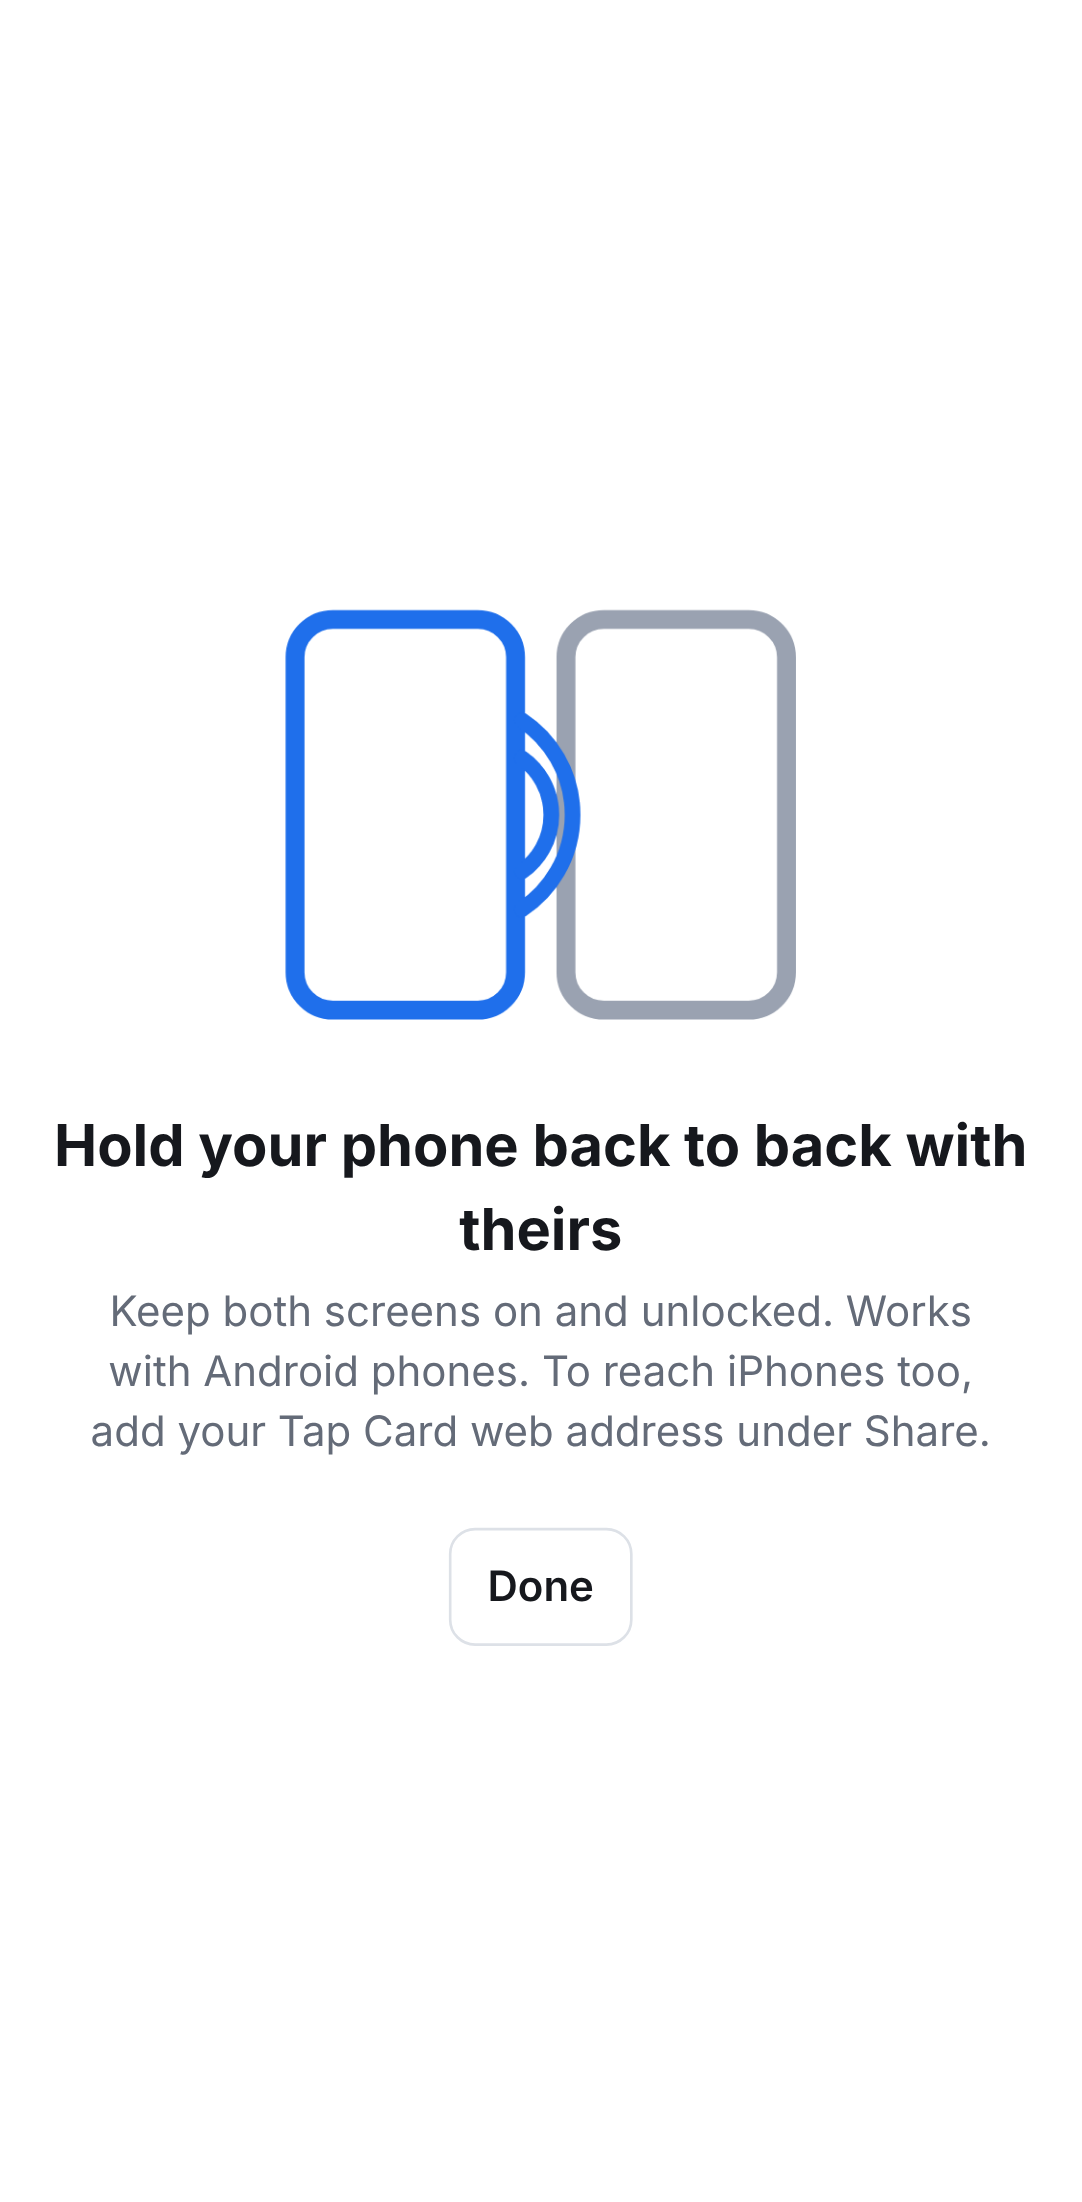 Hold your phone back to back with
theirs
Keep both screens on and unlocked. Works
with Android phones. To reach iPhones too,
add your Tap Card web address under Share.
Done